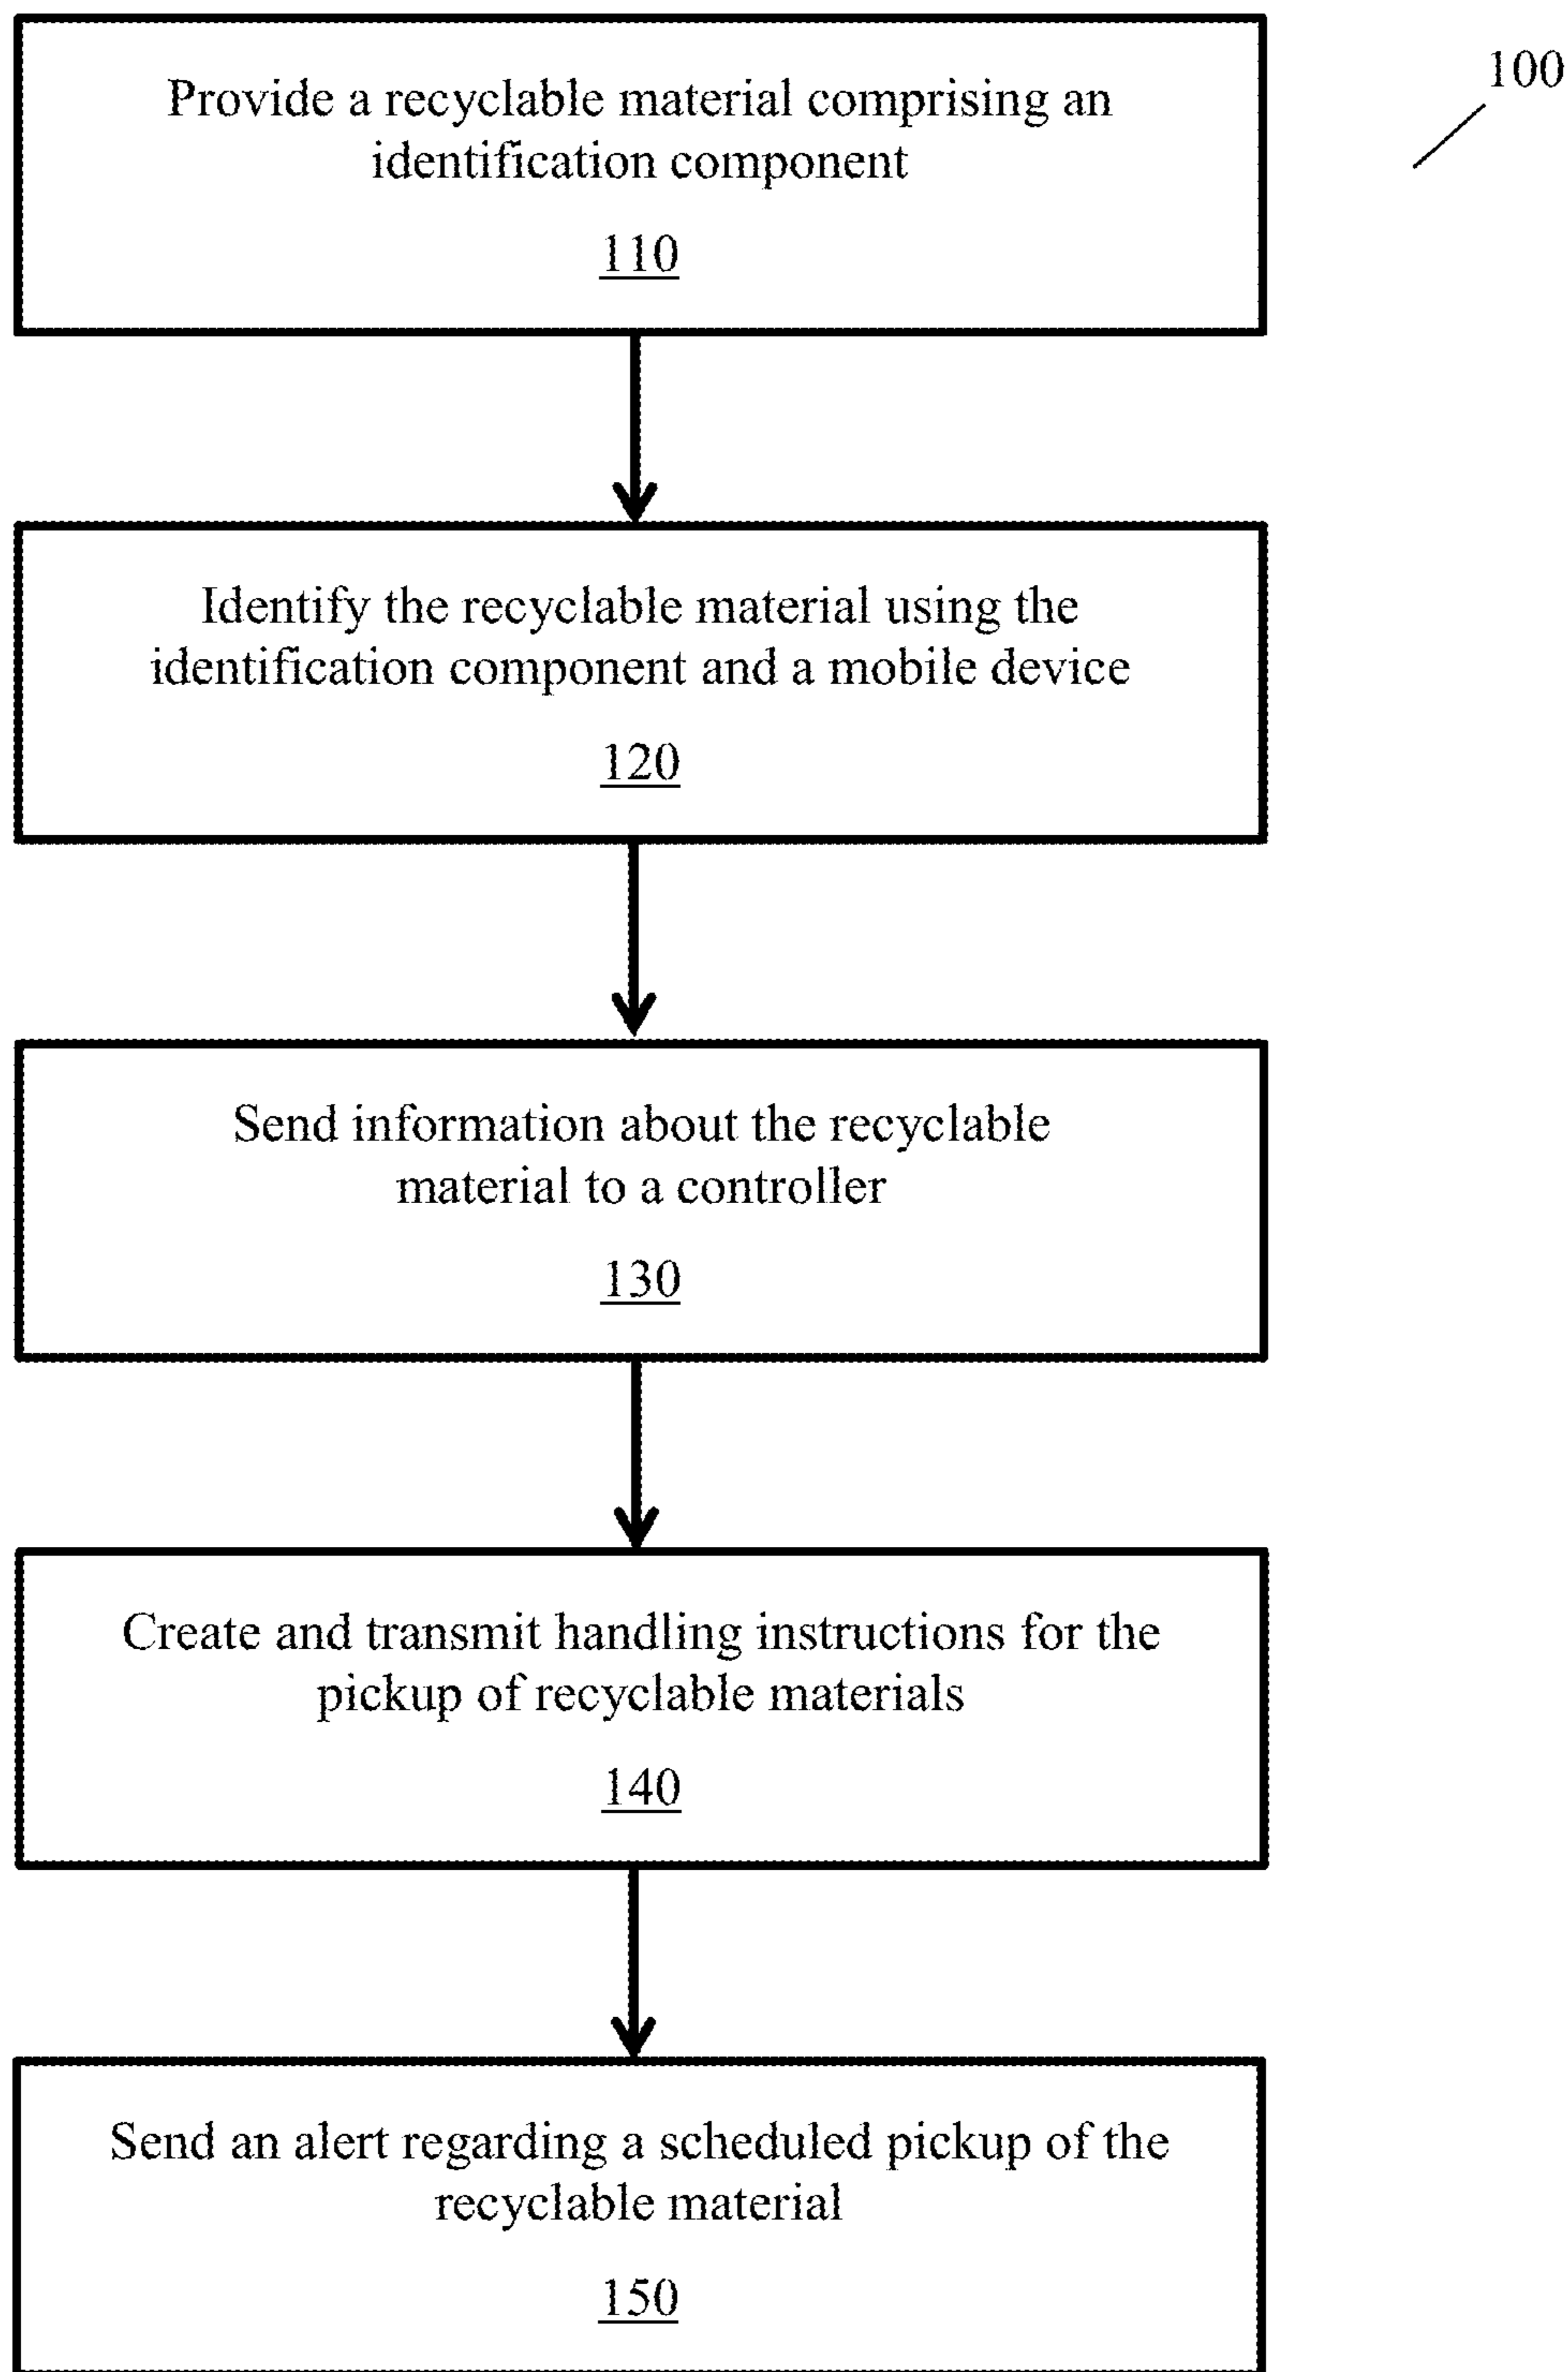 100
Provide a recyclable material comprising an
identification component
110
Identify the recyclable material using the
identification component and a mobile device
120
Send information about the recyclable
material to a controller
130
Create and transmit handling instructions for the
pickup of recyclable materials
140
Send an alert regarding a scheduled pickup of the
recyclable material
150